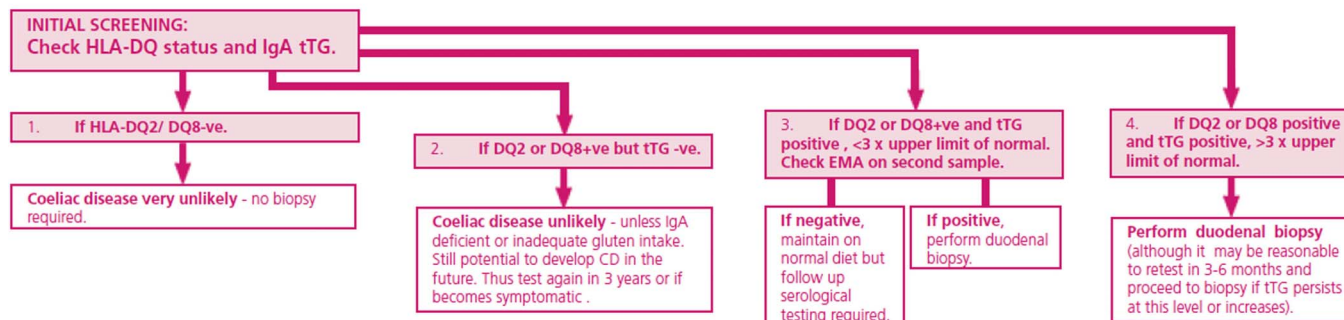 INITIAL SCREENING:
Check HLA-DQ status and IgA tTG.
1. If HLA-DQ2/ DQ8-ve.
Coeliac disease very unlikely - no biopsy
required.
2. If DQ2 or DQ8+ve but tTG -ve.
Coeliac disease unlikely - unless IgA
deficient or inadequate gluten intake.
Still potential to develop CD in the
future. Thus test again in 3 years or if
becomes symptomatic .
3. If DQ2 or DQ8+ve and tTG
positive , <3 x upper limit of normal.
Check EMA on second sample.
If negative,
maintain on
normal diet but
follow up
serological
testing required.
If positive,
perform duodenal
biopsy.
4. If DQ2 or DQ8 positive
and tTG positive, >3 x upper
limit of normal.
Perform duodenal biopsy
(although it may be reasonable
to retest in 3-6 months and
proceed to biopsy if tTG persists
at this level or increases).